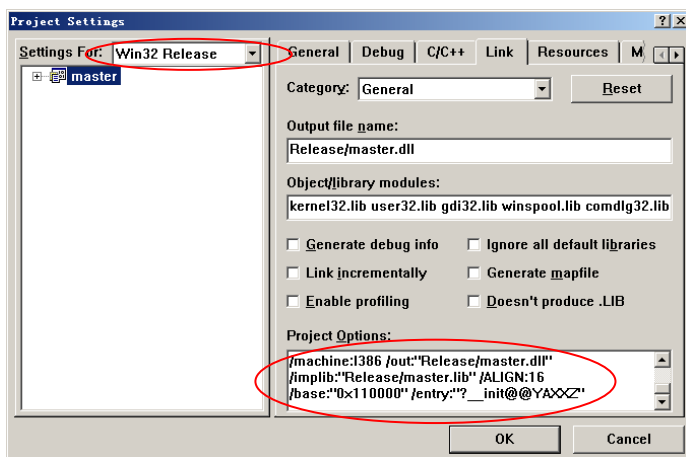 Project Settings
Settings For: Win32 Release
master
General Debug C/C++ Link Resources M
Category: General Reset
Output file name:
Release/master.dll
Object/library modules:
kernel32.lib user32.lib gdi32.lib winspool.lib comdlg32.lib
Generate debug info Ignore all default libraries
Link incrementally Generate mapfile
Enable profiling Doesn't produce .LIB
Project Options:
/machine:I386 /out:"Release/master.dll"
/implib:"Release/master.lib" /ALIGN:16
/base:"0x110000" /entry:"?__init@@YAXXZ"
OK Cancel